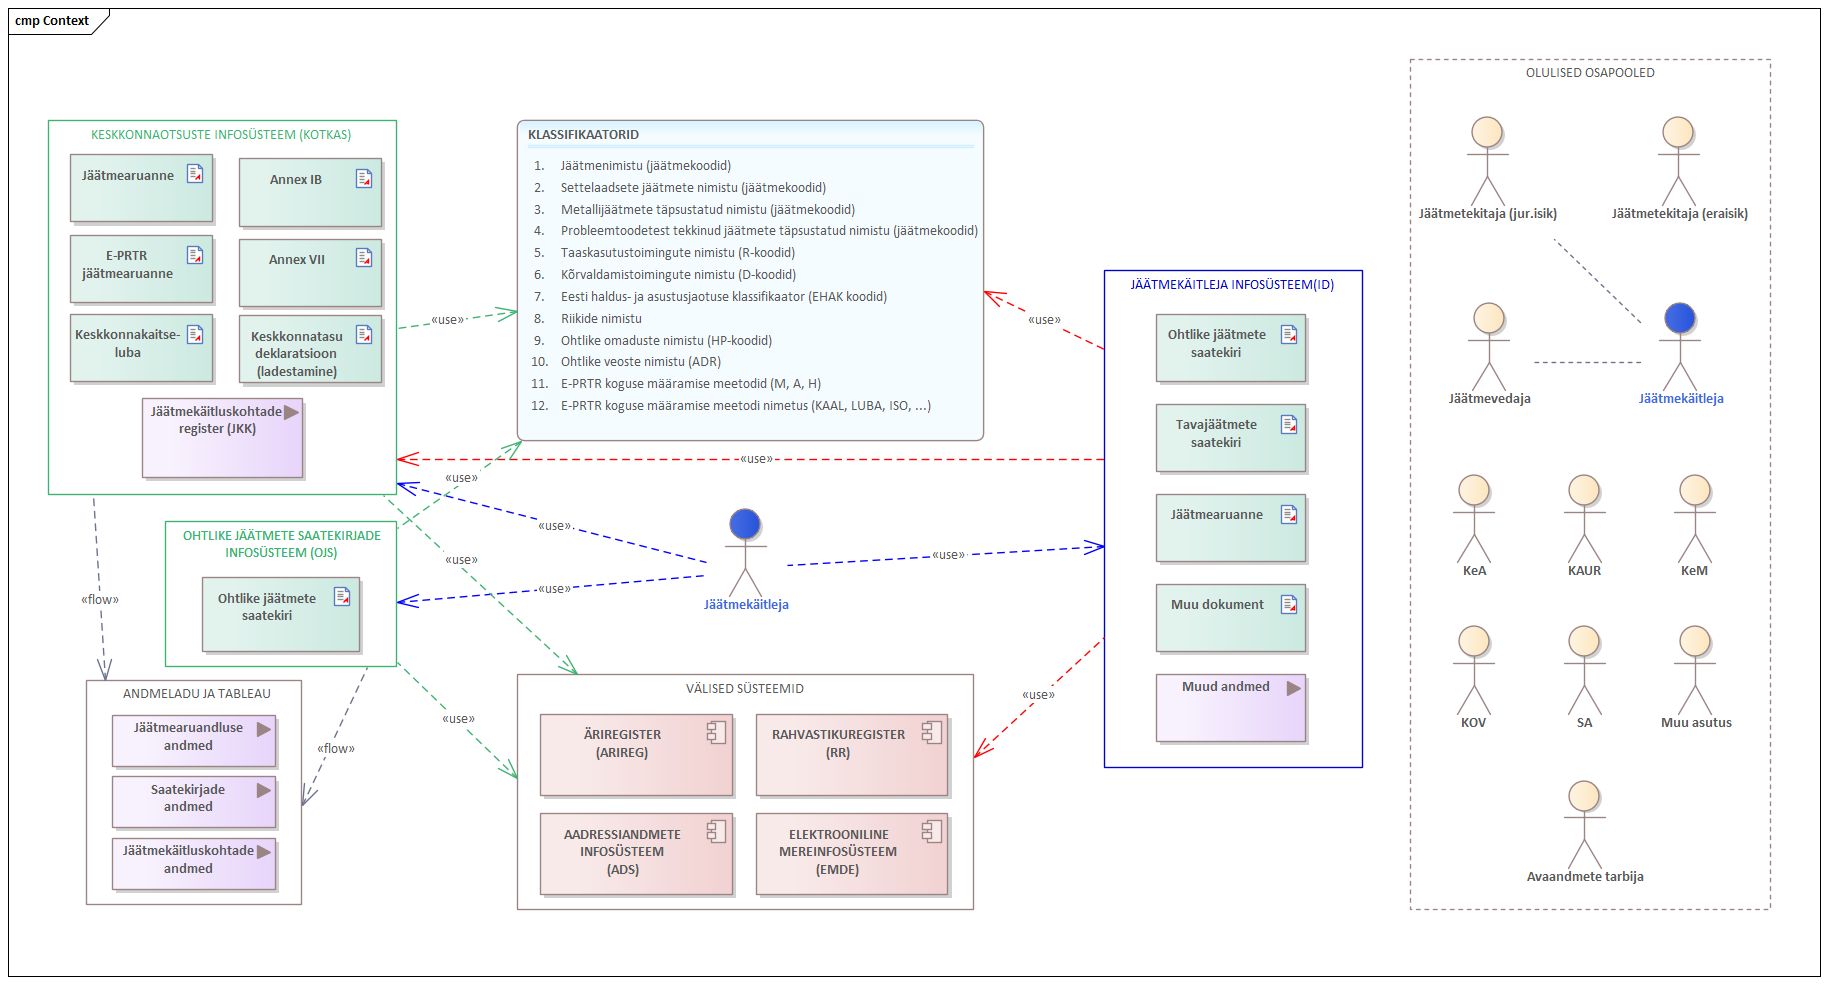 cmp Context
KESKKONNAOTSUSTE INFOSÜSTEEM (KOTKAS)
Jäätmearuanne
Annex IB
E-PRTR
jäätmearuanne
Annex VII
Keskkonnakaitse-
luba
Keskkonnatasu
deklaratsioon
(ladestamine)
Jäätmekäitluskohtade
register (JKK)
KLASSIFIKAATORID
1. Jäätmenimistu (jäätmekoodid)
2. Settelaadsete jäätmete nimistu (jäätmekoodid)
3. Metallijäätmete täpsustatud nimistu (jäätmekoodid)
4. Probleemtoodetest tekkinud jäätmete täpsustatud nimistu (jäätmekoodid)
5. Taaskasutustoimingute nimistu (R-koodid)
6. Kõrvaldamistoimingute nimistu (D-koodid)
7. Eesti haldus- ja asustusjaotuse klassifikaator (EHAK koodid)
8. Riikide nimistu
9. Ohtlike omaduste nimistu (HP-koodid)
10. Ohtlike veoste nimistu (ADR)
11. E-PRTR koguse määramise meetodid (M, A, H)
12. E-PRTR koguse määramise meetodi nimetus (KAAL, LUBA, ISO, ...)
«use»
«use»
«use»
«use»
«use»
«use»
«use»
«use»
«use»
«use»
«flow»
«flow»
OHTLIKE JÄÄTMETE SAATEKIRJADE
INFOSÜSTEEM (OJS)
Ohtlike jäätmete
saatekiri
Jäätmekäitleja
ANDMELADU JA TABLEAU
Jäätmearuandluse
andmed
Saatekirjade
andmed
Jäätmekäitluskohtade
andmed
VÄLISED SÜSTEEMID
ÄRIREGISTER
(ARIREG)
RAHVASTIKUREGISTER
(RR)
AADRESSIANDMETE
INFOSÜSTEEM
(ADS)
ELEKTROONILINE
MEREINFOSÜSTEEM
(EMDE)
JÄÄTMEKÄITLEJA INFOSÜSTEEM(ID)
Ohtlike jäätmete
saatekiri
Tavajäätmete
saatekiri
Jäätmearuanne
Muu dokument
Muud andmed
OLULISED OSAPOOLED
Jäätmetekitaja (jur.isik)
Jäätmetekitaja (eraisik)
Jäätmevedaja
Jäätmekäitleja
KeA
KAUR
KeM
KOV
SA
Muu asutus
Avaandmete tarbija